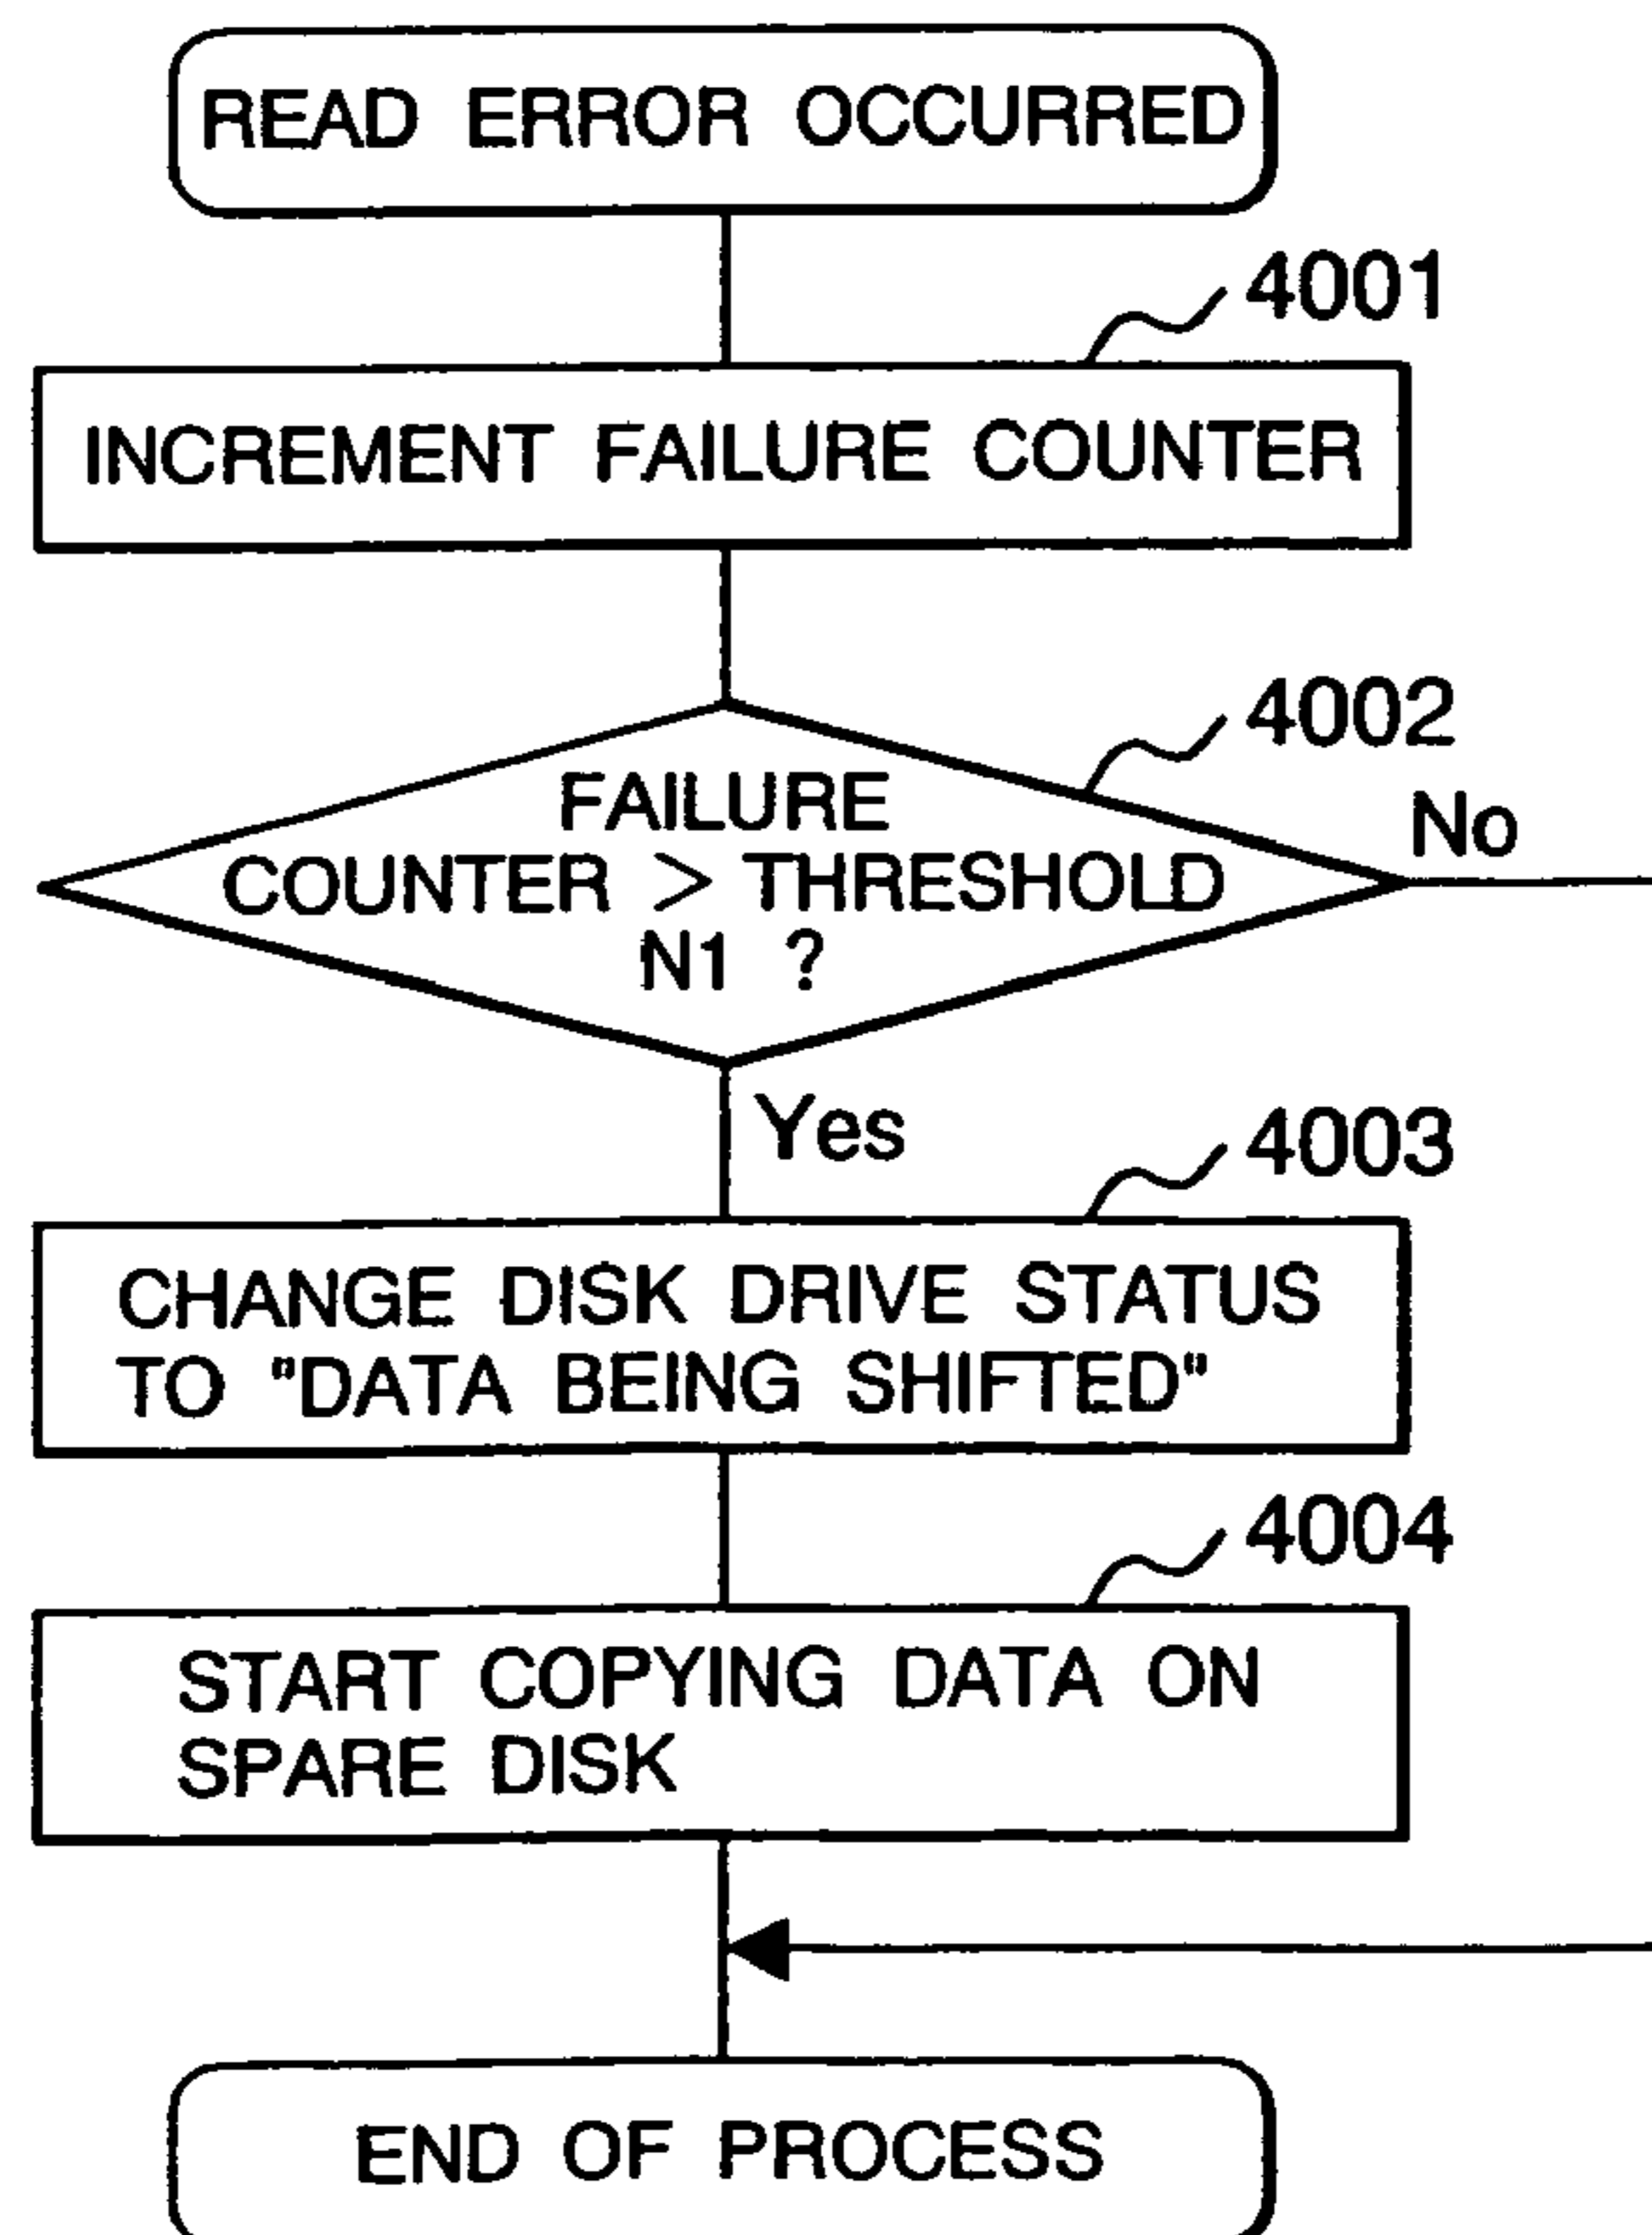 READ ERROR OCCURRED
4001
INCREMENT FAILURE COUNTER
4002
FAILURE
COUNTER > THRESHOLD
N1 ?
No
Yes
4003
CHANGE DISK DRIVE STATUS
TO "DATA BEING SHIFTED"
4004
START COPYING DATA ON
SPARE DISK
END OF PROCESS